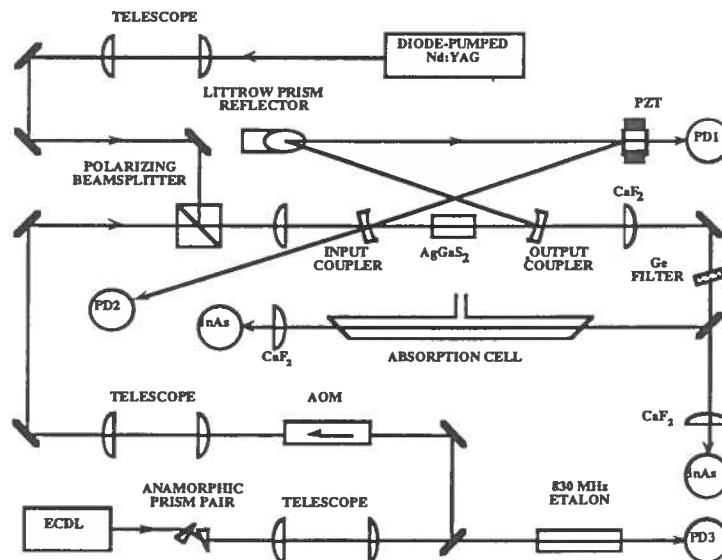 TELESCOPE
DIODE-PUMPED
Nd:YAG
LITTROW PRISM
REFLECTOR
PZT
PD1
POLARIZING
BEAMSPLITTER
CaF2
INPUT
COUPLER
AgGaS2
OUTPUT
COUPLER
Ge
FILTER
PD2
InAs
CaF2
ABSORPTION CELL
TELESCOPE
AOM
CaF2
InAs
ANAMORPHIC
PRISM PAIR
TELESCOPE
830 MHz
ETALON
ECDL
PD3